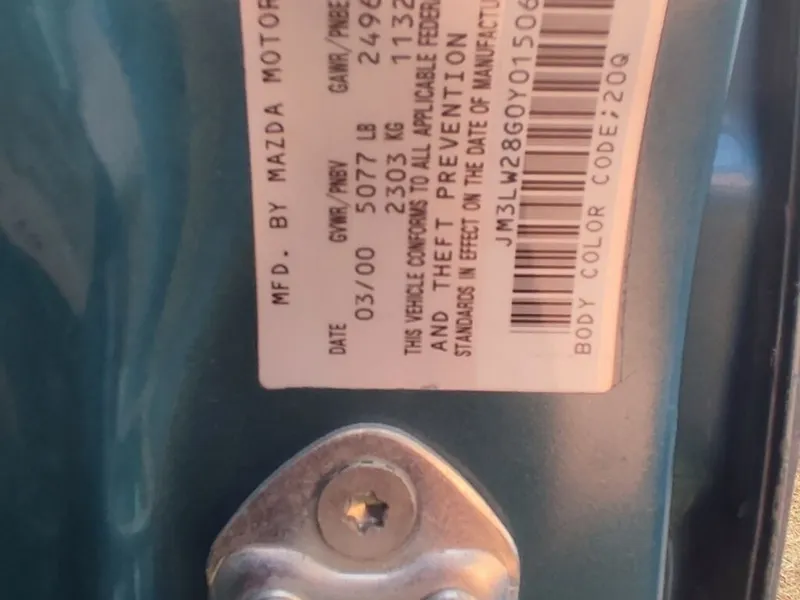 MFD. BY MAZDA MOTOR
DATE GVWR/PNBV GAWR/PNBE
03/00 5077 LB 2496
2303 KG 1132
THIS VEHICLE CONFORMS TO ALL APPLICABLE FEDER
AND THEFT PREVENTION
STANDARDS IN EFFECT ON THE DATE OF MANUFACTU
JM3LW28G0Y01506
BODY COLOR CODE;20Q